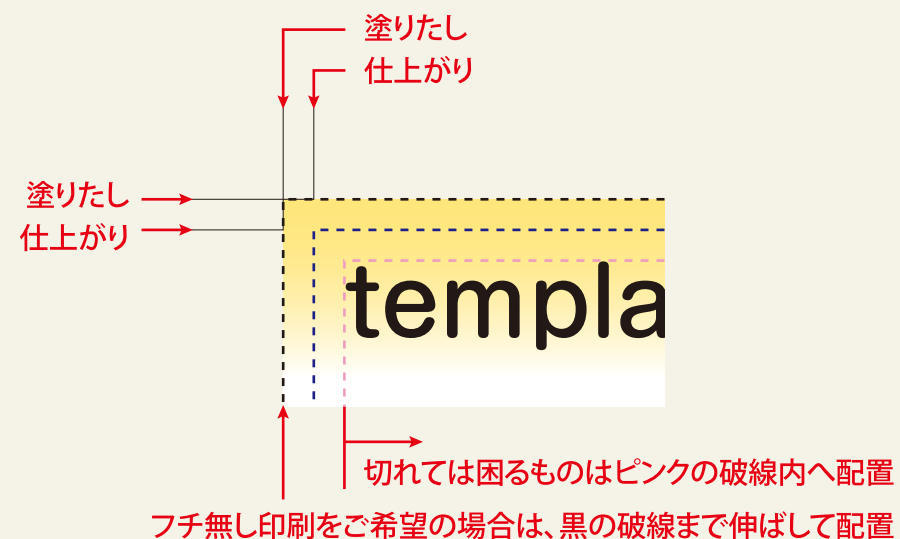 塗りたし
仕上がり
塗りたし
仕上がり
templa
切れては困るものはピンクの破線内へ配置
フチ無し印刷をご希望の場合は、黒の破線まで伸ばして配置